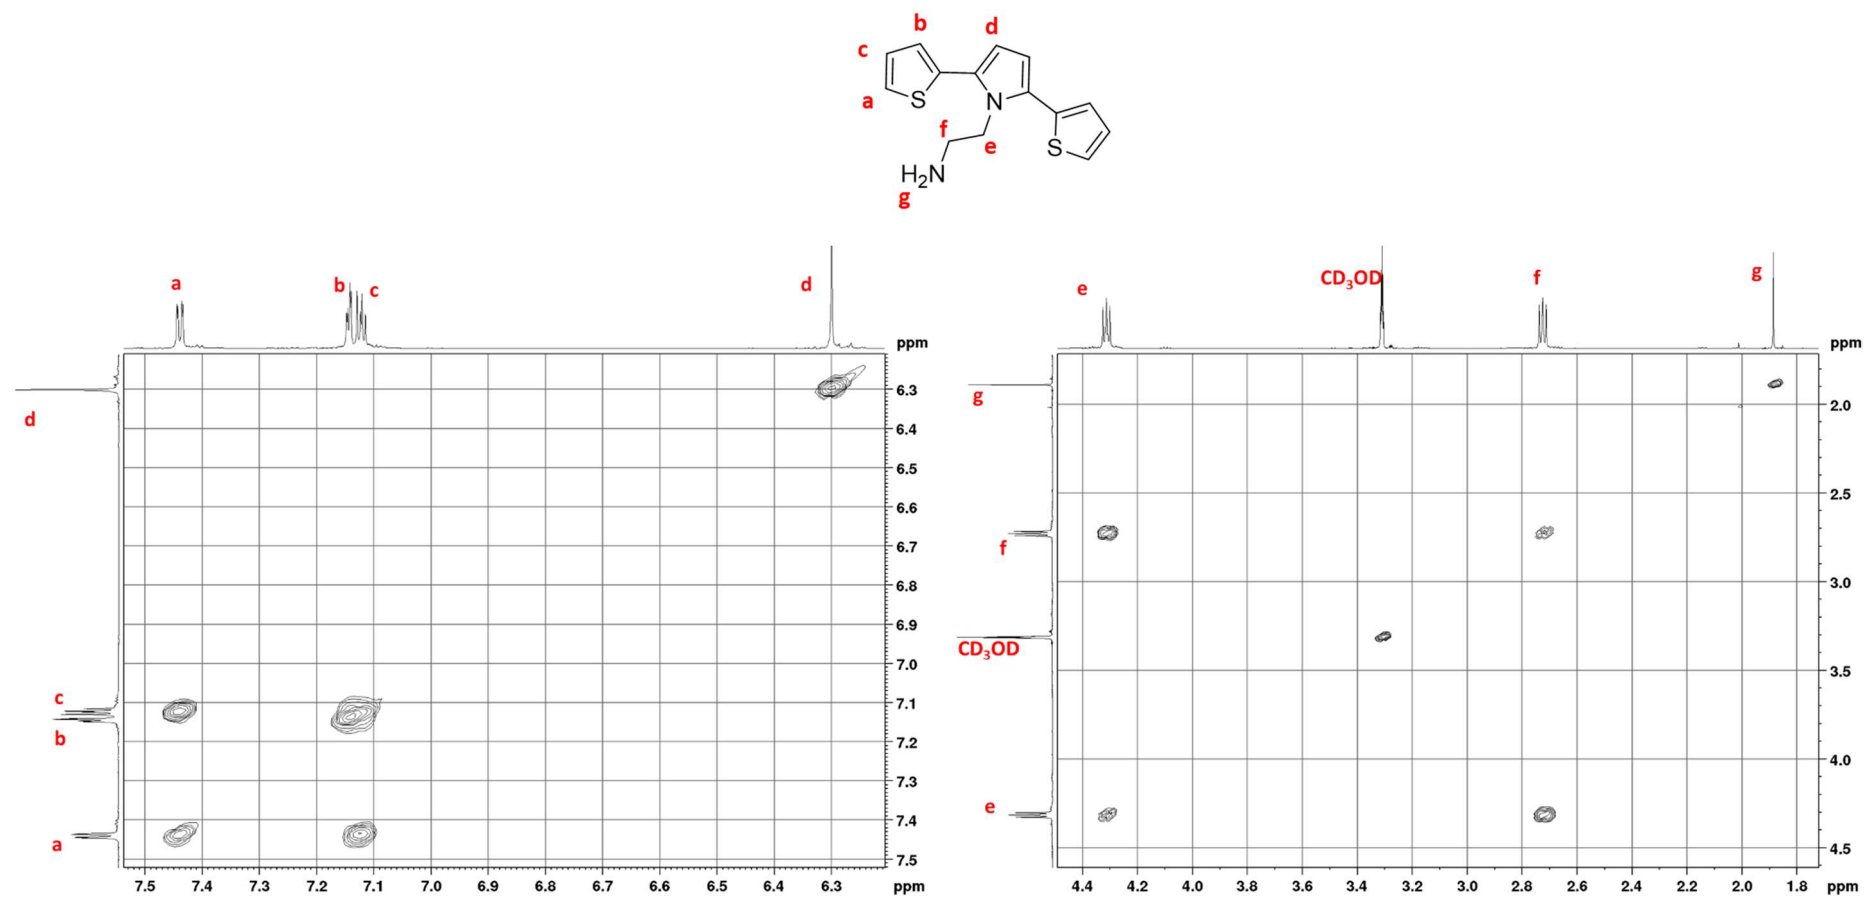 b
d
c
S
N
a
f
S
e
H2N
g
a
b
c
d
ppm
6.3
d
6.4
6.5
6.6
6.7
6.8
6.9
7.0
c
7.1
b
7.2
7.3
7.4
a
7.5
7.5 7.4 7.3 7.2 7.1 7.0 6.9 6.8 6.7 6.6 6.5 6.4 6.3 ppm
e
CD3OD
f
g
ppm
g
2.0
2.5
f
3.0
CD3OD
3.5
4.0
e
4.5
4.4 4.2 4.0 3.8 3.6 3.4 3.2 3.0 2.8 2.6 2.4 2.2 2.0 1.8 ppm